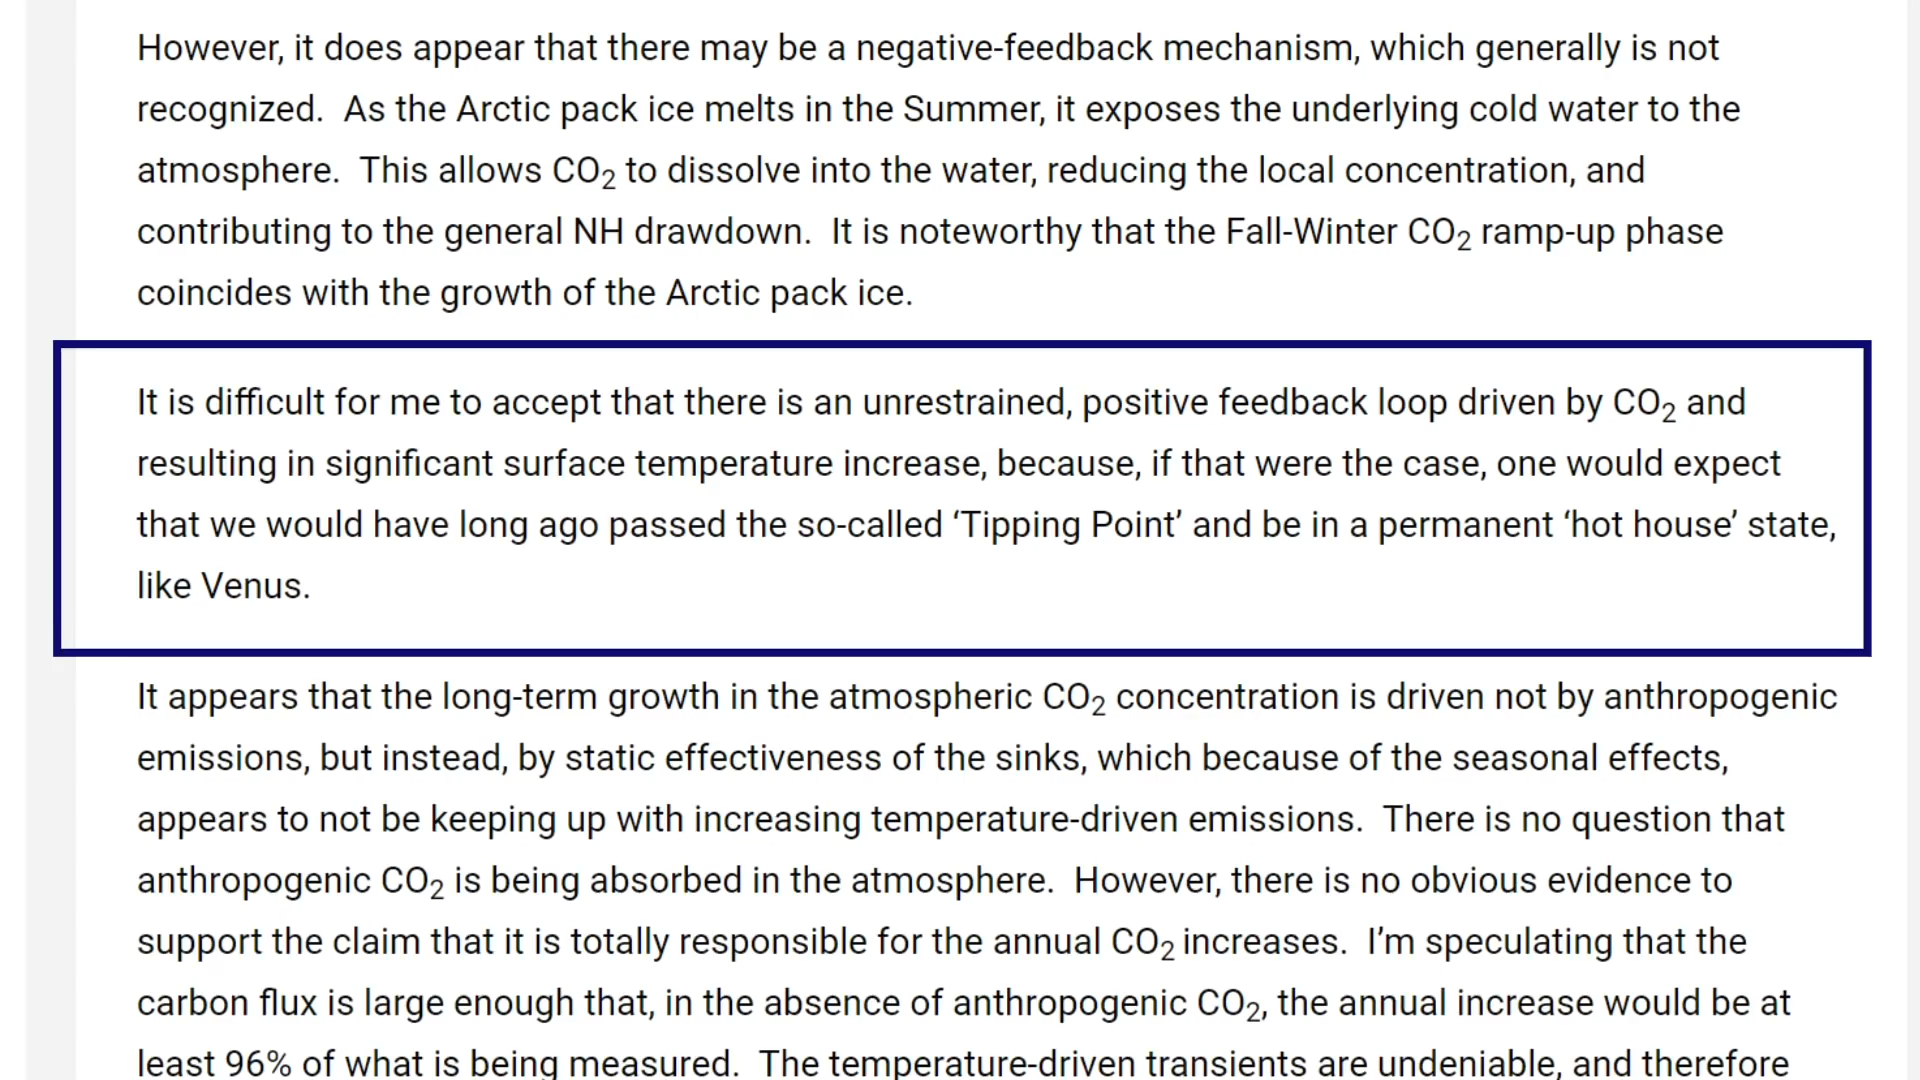 However, it does appear that there may be a negative-feedback mechanism, which generally is not
recognized.  As the Arctic pack ice melts in the Summer, it exposes the underlying cold water to the
atmosphere.  This allows CO₂ to dissolve into the water, reducing the local concentration, and
contributing to the general NH drawdown.  It is noteworthy that the Fall-Winter CO₂ ramp-up phase
coincides with the growth of the Arctic pack ice.
It is difficult for me to accept that there is an unrestrained, positive feedback loop driven by CO₂ and
resulting in significant surface temperature increase, because, if that were the case, one would expect
that we would have long ago passed the so-called ‘Tipping Point’ and be in a permanent ‘hot house’ state,
like Venus.
It appears that the long-term growth in the atmospheric CO₂ concentration is driven not by anthropogenic
emissions, but instead, by static effectiveness of the sinks, which because of the seasonal effects,
appears to not be keeping up with increasing temperature-driven emissions.  There is no question that
anthropogenic CO₂ is being absorbed in the atmosphere.  However, there is no obvious evidence to
support the claim that it is totally responsible for the annual CO₂ increases.  I’m speculating that the
carbon flux is large enough that, in the absence of anthropogenic CO₂, the annual increase would be at
least 96% of what is being measured.  The temperature-driven transients are undeniable, and therefore